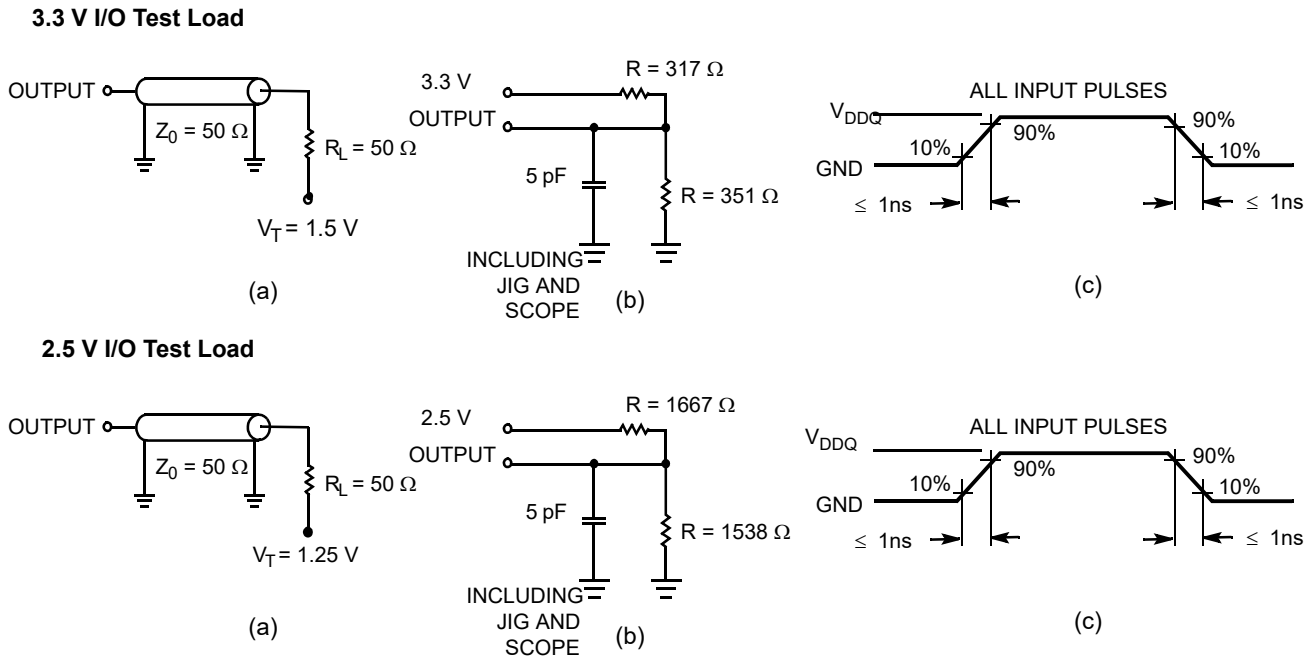 3.3 V I/O Test Load
OUTPUT
Z0 = 50 Ω
RL = 50 Ω
VT = 1.5 V
(a)
3.3 V
OUTPUT
R = 317 Ω
5 pF
R = 351 Ω
INCLUDING
JIG AND
SCOPE
(b)
ALL INPUT PULSES
VDDQ
GND
10%
90%
90%
10%
≤ 1ns
≤ 1ns
(c)
2.5 V I/O Test Load
OUTPUT
Z0 = 50 Ω
RL = 50 Ω
VT = 1.25 V
(a)
2.5 V
OUTPUT
R = 1667 Ω
5 pF
R = 1538 Ω
INCLUDING
JIG AND
SCOPE
(b)
ALL INPUT PULSES
VDDQ
GND
10%
90%
90%
10%
≤ 1ns
≤ 1ns
(c)